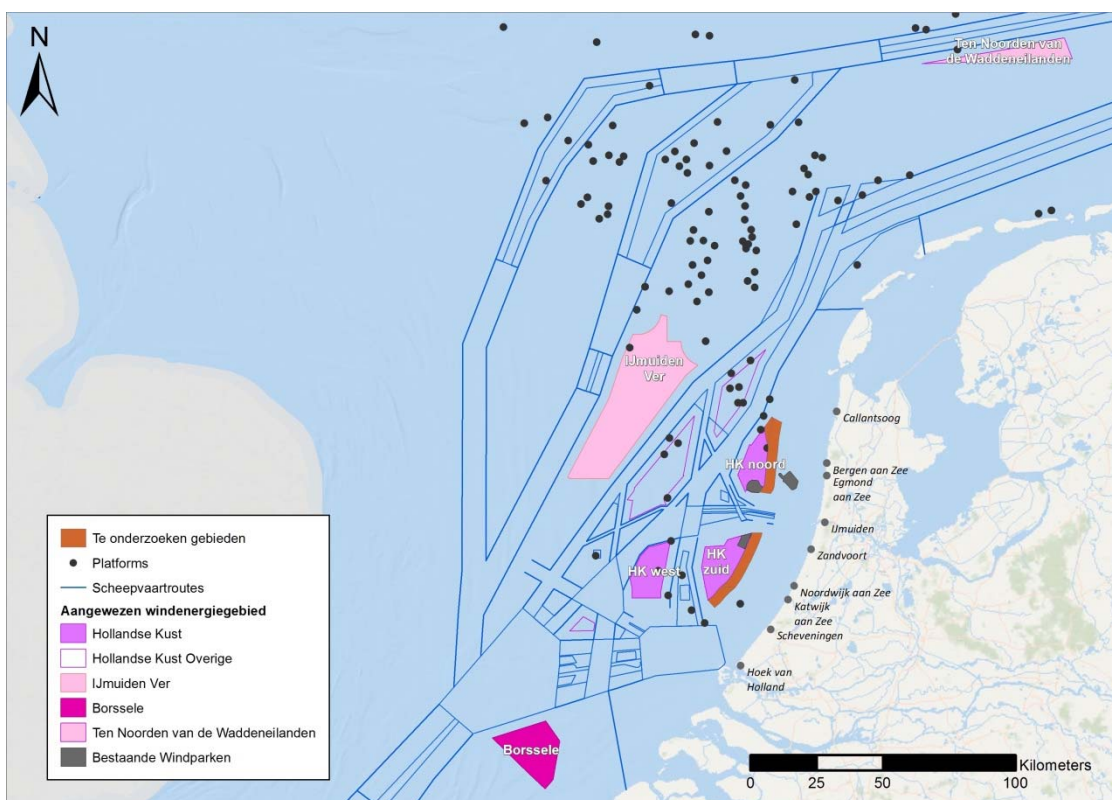 N
Ten Noorden van
de Waddeneilanden
IJmuiden
Ver
HK noord
HK west
HK
zuid
Borssele
Callantsoog
Bergen aan Zee
Egmond
aan Zee
IJmuiden
Zandvoort
Noordwijk aan Zee
Katwijk
aan Zee
Scheveningen
Hoek van
Holland
Te onderzoeken gebieden
Platforms
Scheepvaartroutes
Aangewezen windenergiegebied
Hollandse Kust
Hollandse Kust Overige
IJmuiden Ver
Borssele
Ten Noorden van de Waddeneilanden
Bestaande Windparken
Kilometers
0 25 50 100